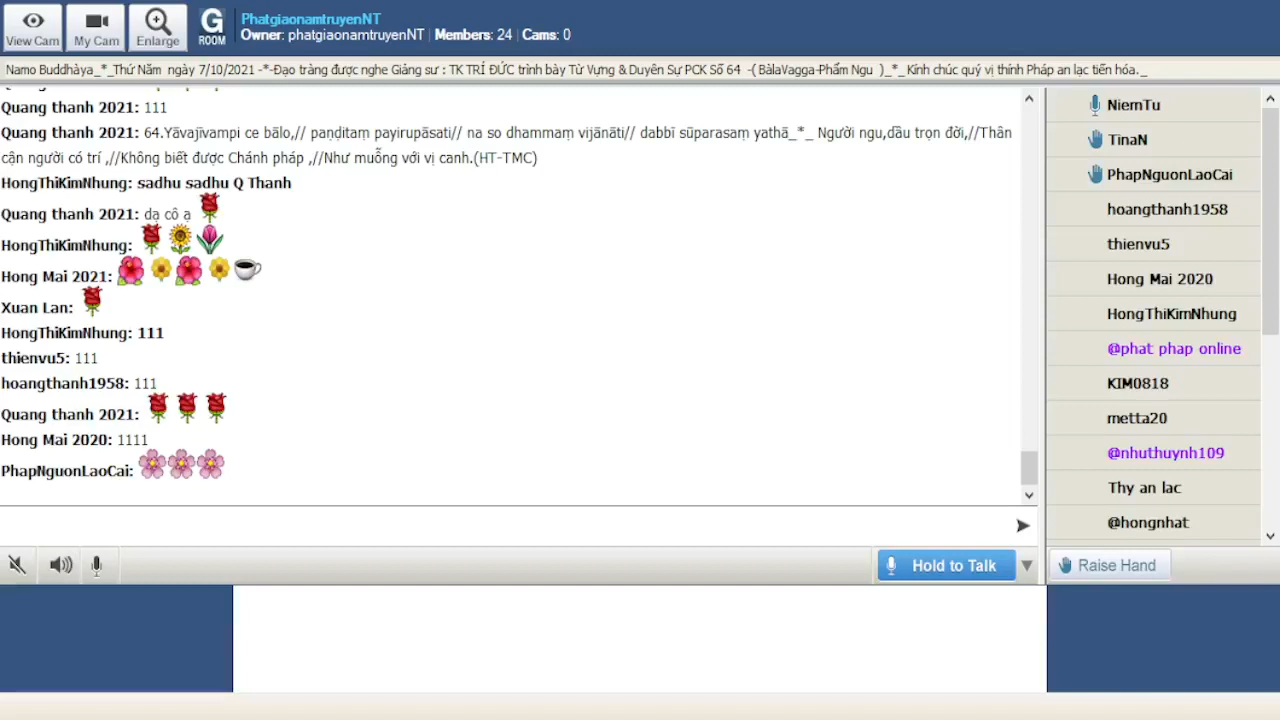 View Cam
My Cam
Enlarge
G
ROOM
PhatgiaonamtruyenNT
Owner: phatgiaonamtruyenNT | Members: 24 | Cams: 0
Namo Buddhàya_*_Thứ Năm ngày 7/10/2021 -*-Đạo tràng được nghe Giảng sư : TK TRÍ ĐỨC trình bày Từ Vựng & Duyên Sự PCK Số 64 -( BàlaVagga-Phẩm Ngu )_*_ Kính chúc quý vị thính Pháp an lạc tiến hóa._
Quang thanh 2021: 111
Quang thanh 2021: 64.Yāvajīvampi ce bālo,// paṇḍitaṃ payirupāsati// na so dhammaṃ vijānāti// dabbī sūparasaṃ yathā_*_ Người ngu,dầu trọn đời,//Thân
cận người có trí ,//Không biết được Chánh pháp ,//Như muỗng với vị canh.(HT-TMC)
HongThiKimNhung: sadhu sadhu Q Thanh
Quang thanh 2021: dạ cô ạ
HongThiKimNhung:
Hong Mai 2021:
Xuan Lan:
HongThiKimNhung: 111
thienvu5: 111
hoangthanh1958: 111
Quang thanh 2021:
Hong Mai 2020: 1111
PhapNguonLaoCai:
NiemTu
TinaN
PhapNguonLaoCai
hoangthanh1958
thienvu5
Hong Mai 2020
HongThiKimNhung
@phat phap online
KIM0818
metta20
@nhuthuynh109
Thy an lac
@hongnhat
Hold to Talk
Raise Hand